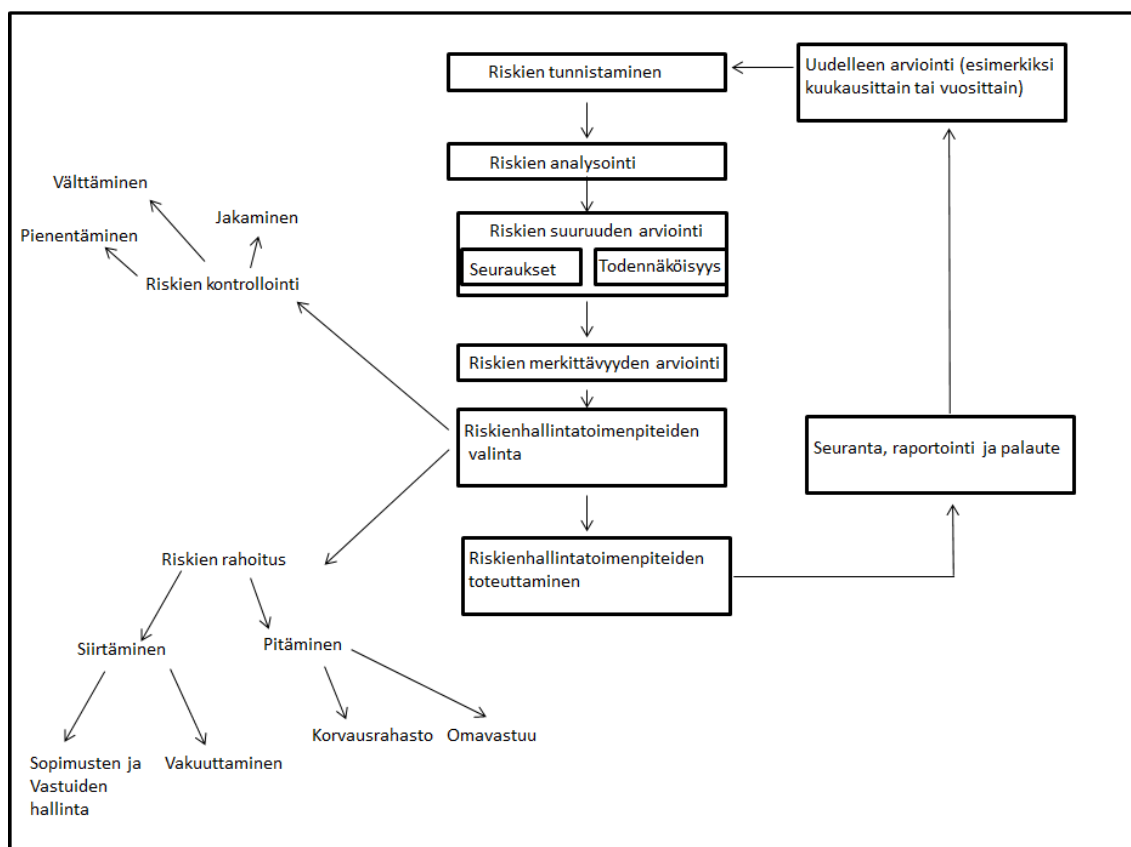 Riskien tunnistaminen
Uudelleen arviointi (esimerkiksi
kuukausittain tai vuosittain)
Riskien analysointi
Välttäminen
Jakaminen
Pienentäminen
Riskien kontrollointi
Riskien suuruuden arviointi
Seuraukset
Todennäköisyys
Riskien merkittävyyden arviointi
Riskienhallintatoimenpiteiden
valinta
Seuranta, raportointi ja palaute
Riskienhallintatoimenpiteiden
toteuttaminen
Riskien rahoitus
Siirtäminen
Pitäminen
Korvausrahasto
Omavastuu
Sopimusten ja
Vastuiden
hallinta
Vakuuttaminen